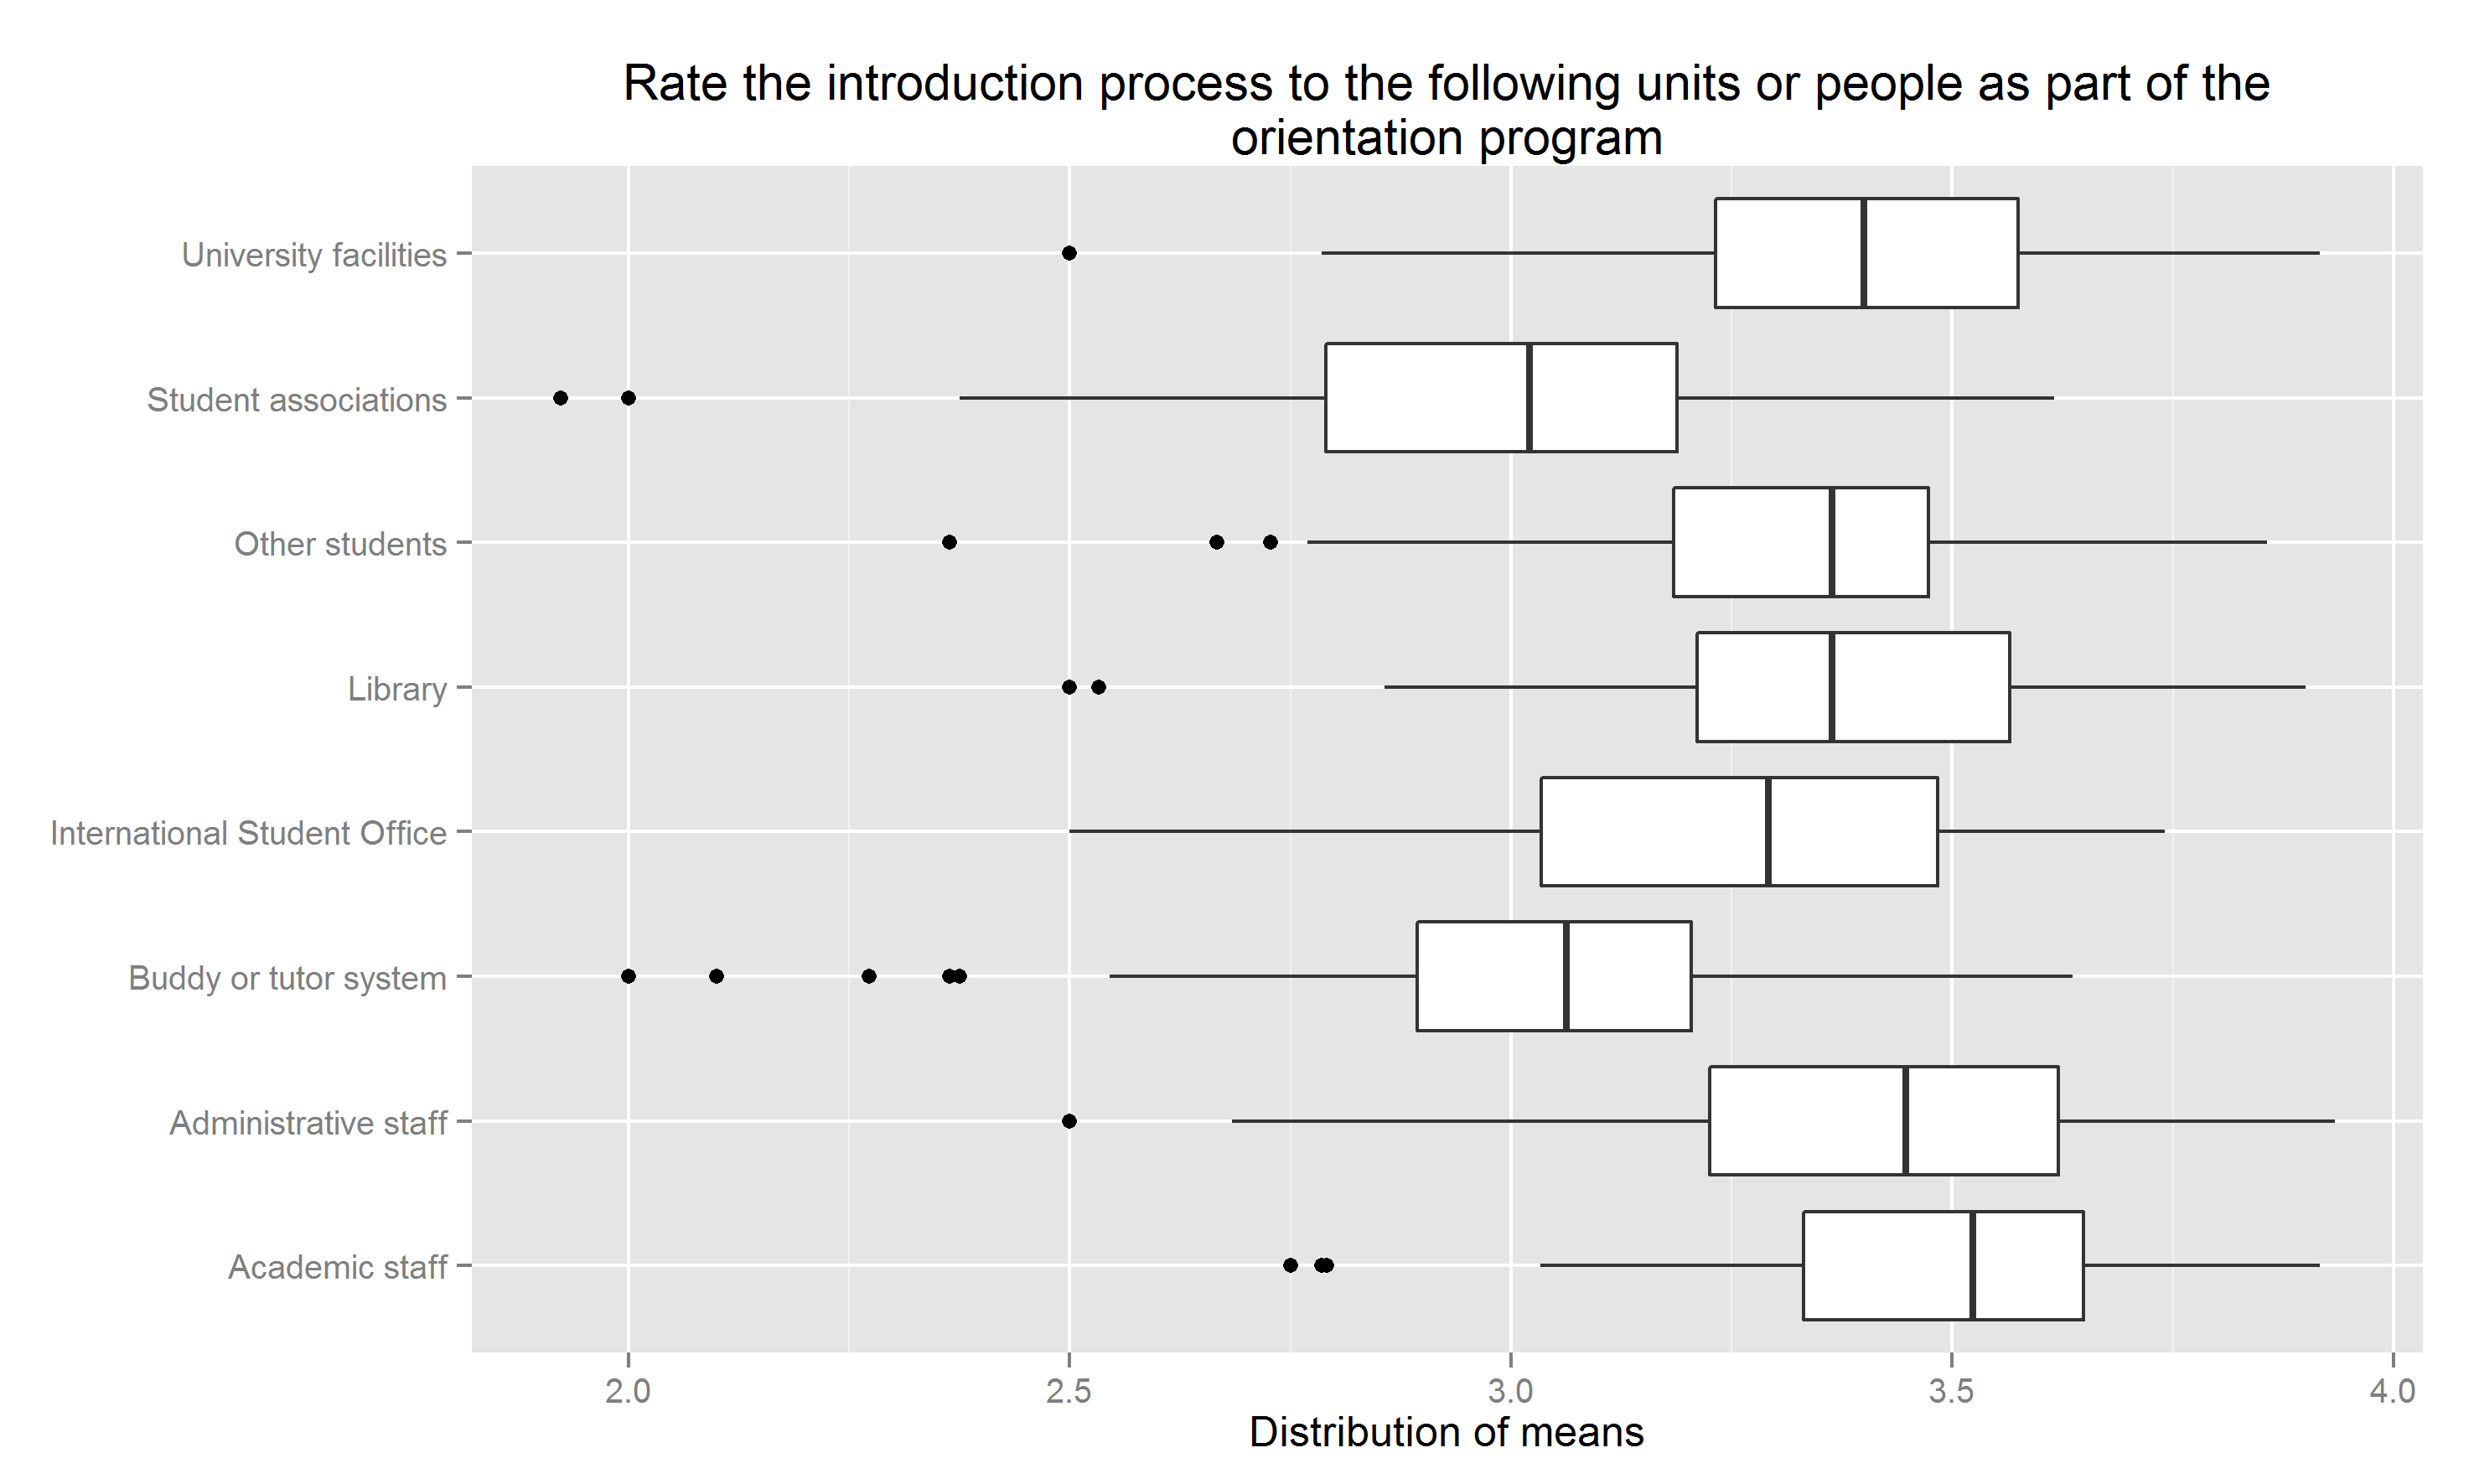 Rate the introduction process to the following units or people as part of the
orientation program
University facilities
Student associations
Other students
Library
International Student Office
Buddy or tutor system
Administrative staff
Academic staff
2.0 2.5 3.0 3.5 4.0
Distribution of means